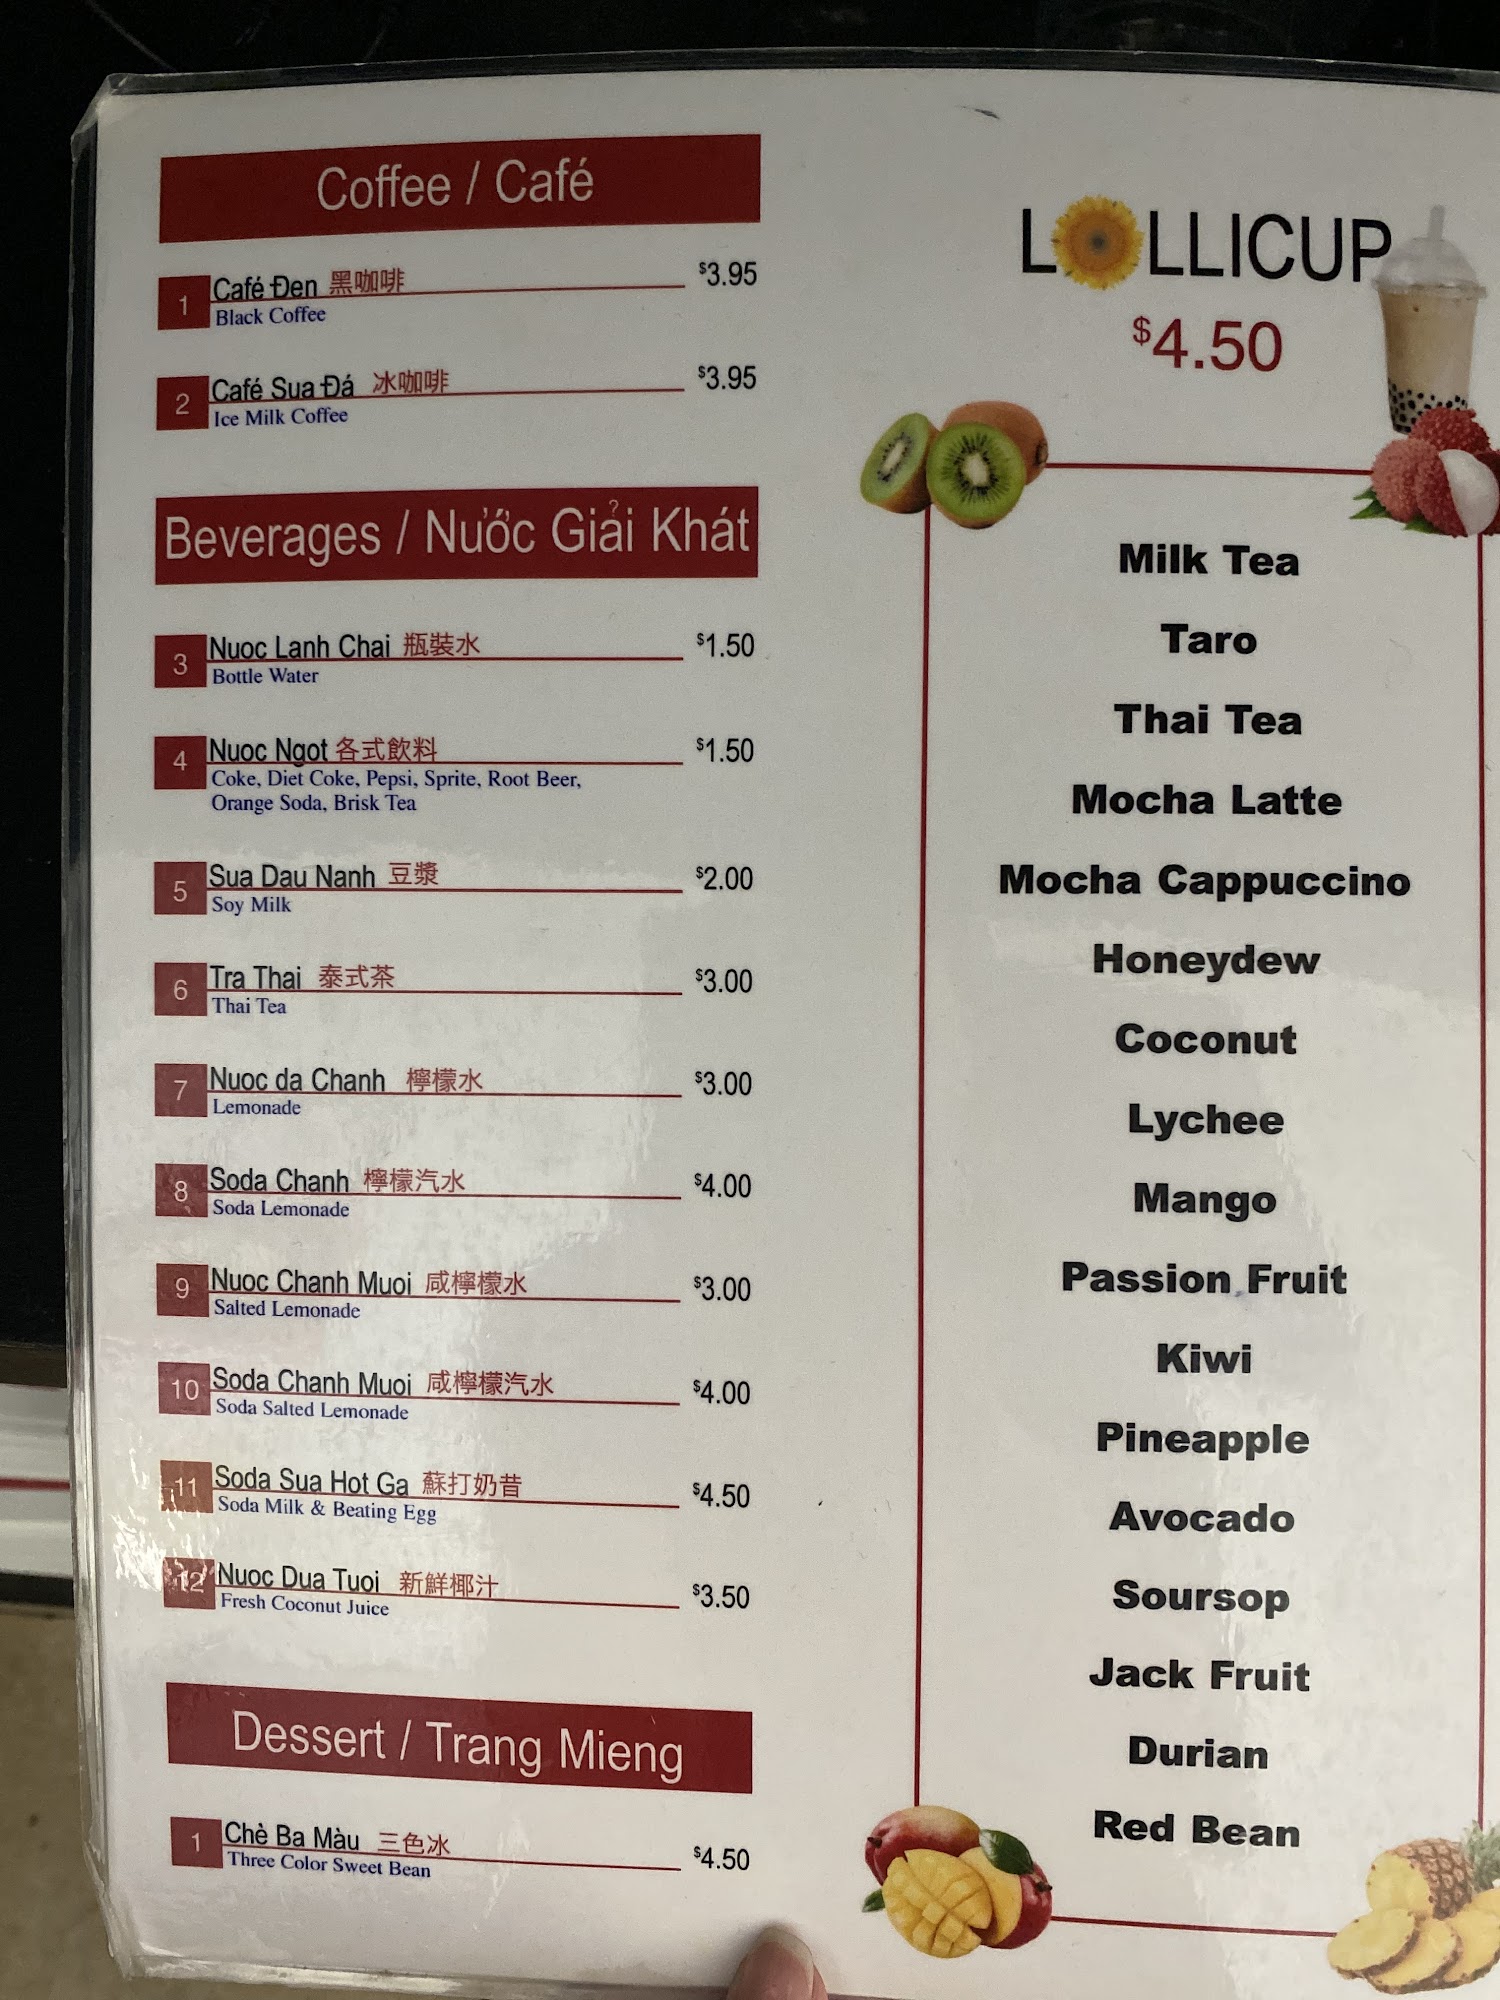 Coffee / Café
1 Café Đen 黑咖啡 $3.95
Black Coffee
2 Café Sua Đá 冰咖啡 $3.95
Ice Milk Coffee
Beverages / Nước Giải Khát
3 Nuoc Lanh Chai 瓶裝水 $1.50
Bottle Water
4 Nuoc Ngot 各式飲料 $1.50
Coke, Diet Coke, Pepsi, Sprite, Root Beer,
Orange Soda, Brisk Tea
5 Sua Dau Nanh 豆漿 $2.00
Soy Milk
6 Tra Thai 泰式茶 $3.00
Thai Tea
7 Nuoc da Chanh 檸檬水 $3.00
Lemonade
8 Soda Chanh 檸檬汽水 $4.00
Soda Lemonade
9 Nuoc Chanh Muoi 咸檸檬水 $3.00
Salted Lemonade
10 Soda Chanh Muoi 咸檸檬汽水 $4.00
Soda Salted Lemonade
11 Soda Sua Hot Ga 蘇打奶昔 $4.50
Soda Milk & Beating Egg
12 Nuoc Dua Tuoi 新鮮椰汁 $3.50
Fresh Coconut Juice
Dessert / Trang Mieng
1 Chè Ba Màu 三色冰 $4.50
Three Color Sweet Bean
LOLLICUP
$4.50
Milk Tea
Taro
Thai Tea
Mocha Latte
Mocha Cappuccino
Honeydew
Coconut
Lychee
Mango
Passion Fruit
Kiwi
Pineapple
Avocado
Soursop
Jack Fruit
Durian
Red Bean